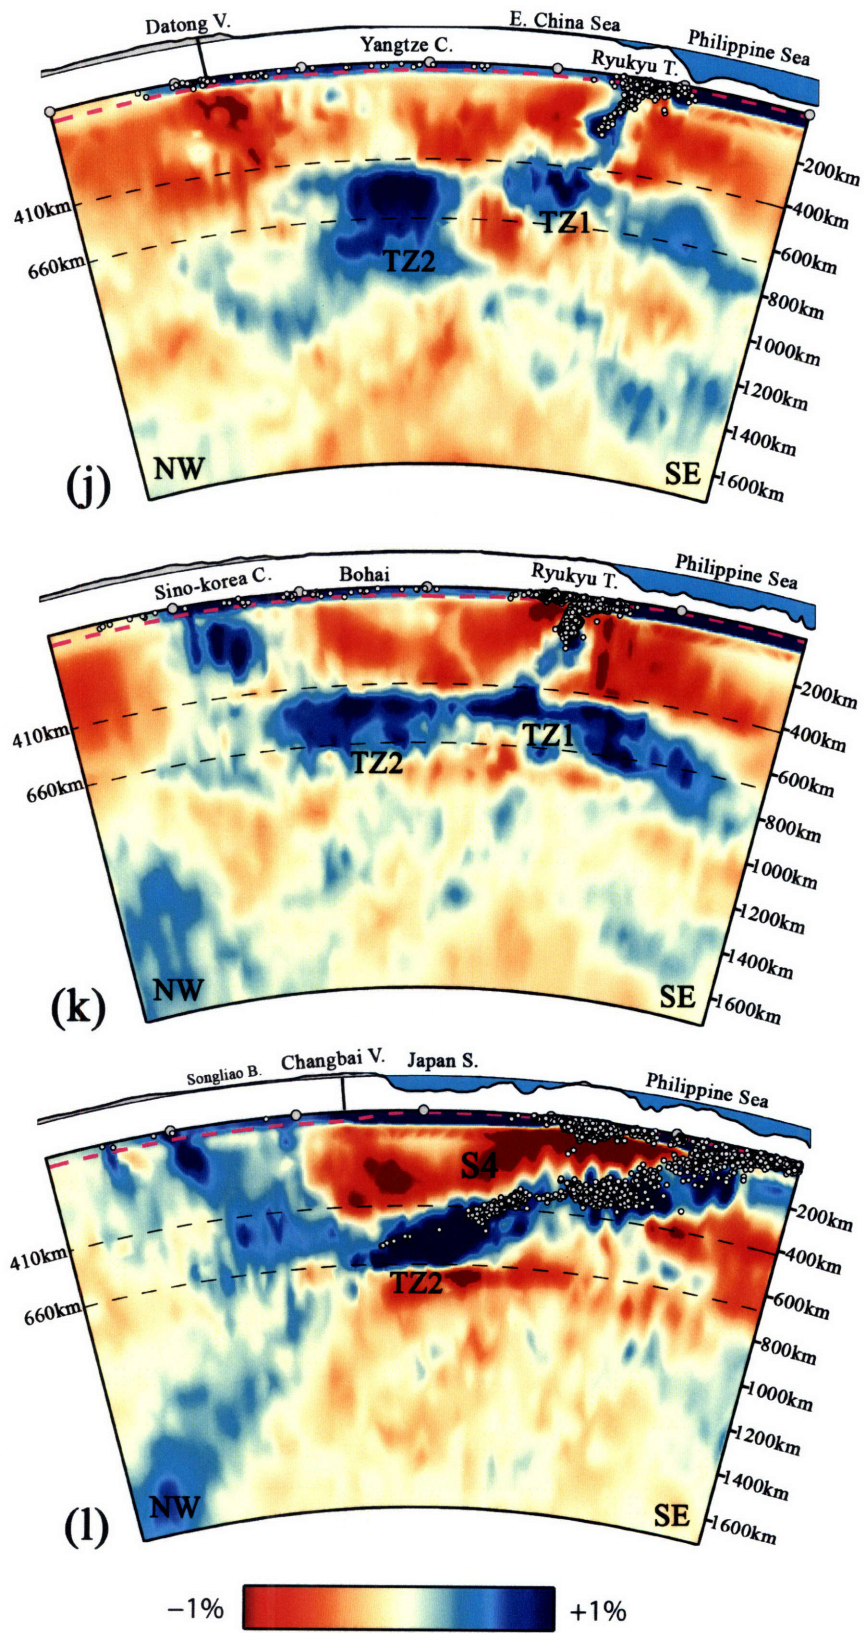 E. China Sea
Datong V.
Yangtze C.
Philippine Sea
Ryukyu T.
200km
410km
400km
TZ1
TZ2
660km
600km
800km
1000km
1200km
1400km
(j)
NW
SE
1600km
Sino-korea C.
Bohai
Ryukyu T.
Philippine Sea
200km
410km
400km
TZ1
TZ2
660km
600km
800km
1000km
1200km
1400km
(k)
NW
SE
1600km
Songliao B.
Changbai V.
Japan S.
Philippine Sea
S4
200km
410km
400km
TZ2
660km
600km
800km
1000km
1200km
1400km
(l)
NW
SE
1600km
−1%
+1%